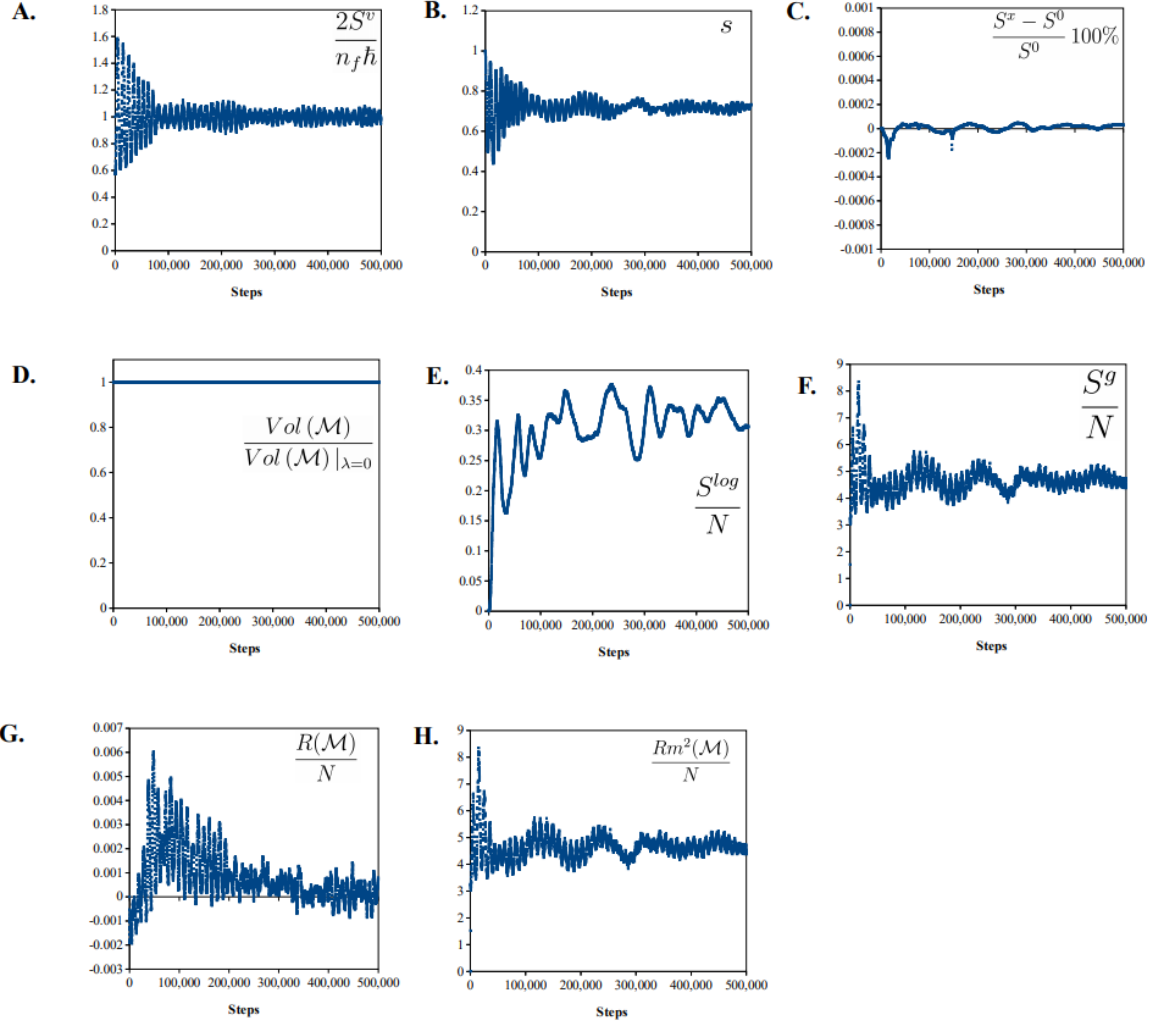 A.
2S^v / n_f ħ
1.8
1.6
1.4
1.2
1
0.8
0.6
0.4
0.2
0
0 100,000 200,000 300,000 400,000 500,000
Steps
B.
s
1.2
1
0.8
0.6
0.4
0.2
0
0 100,000 200,000 300,000 400,000 500,000
Steps
C.
S^x − S^0 / S^0 100%
0.001
0.0008
0.0006
0.0004
0.0002
0
-0.0002
-0.0004
-0.0006
-0.0008
-0.001
0 100,000 200,000 300,000 400,000 500,000
Steps
D.
Vol (M) / Vol (M) |λ=0
1
0.8
0.6
0.4
0.2
0
0 100,000 200,000 300,000 400,000 500,000
Steps
E.
S^log / N
0.4
0.35
0.3
0.25
0.2
0.15
0.1
0.05
0
0 100,000 200,000 300,000 400,000 500,000
Steps
F.
S^g / N
9
8
7
6
5
4
3
2
1
0
0 100,000 200,000 300,000 400,000 500,000
Steps
G.
R(M) / N
0.007
0.006
0.005
0.004
0.003
0.002
0.001
0
-0.001
-0.002
-0.003
0 100,000 200,000 300,000 400,000 500,000
Steps
H.
Rm²(M) / N
9
8
7
6
5
4
3
2
1
0
0 100,000 200,000 300,000 400,000 500,000
Steps